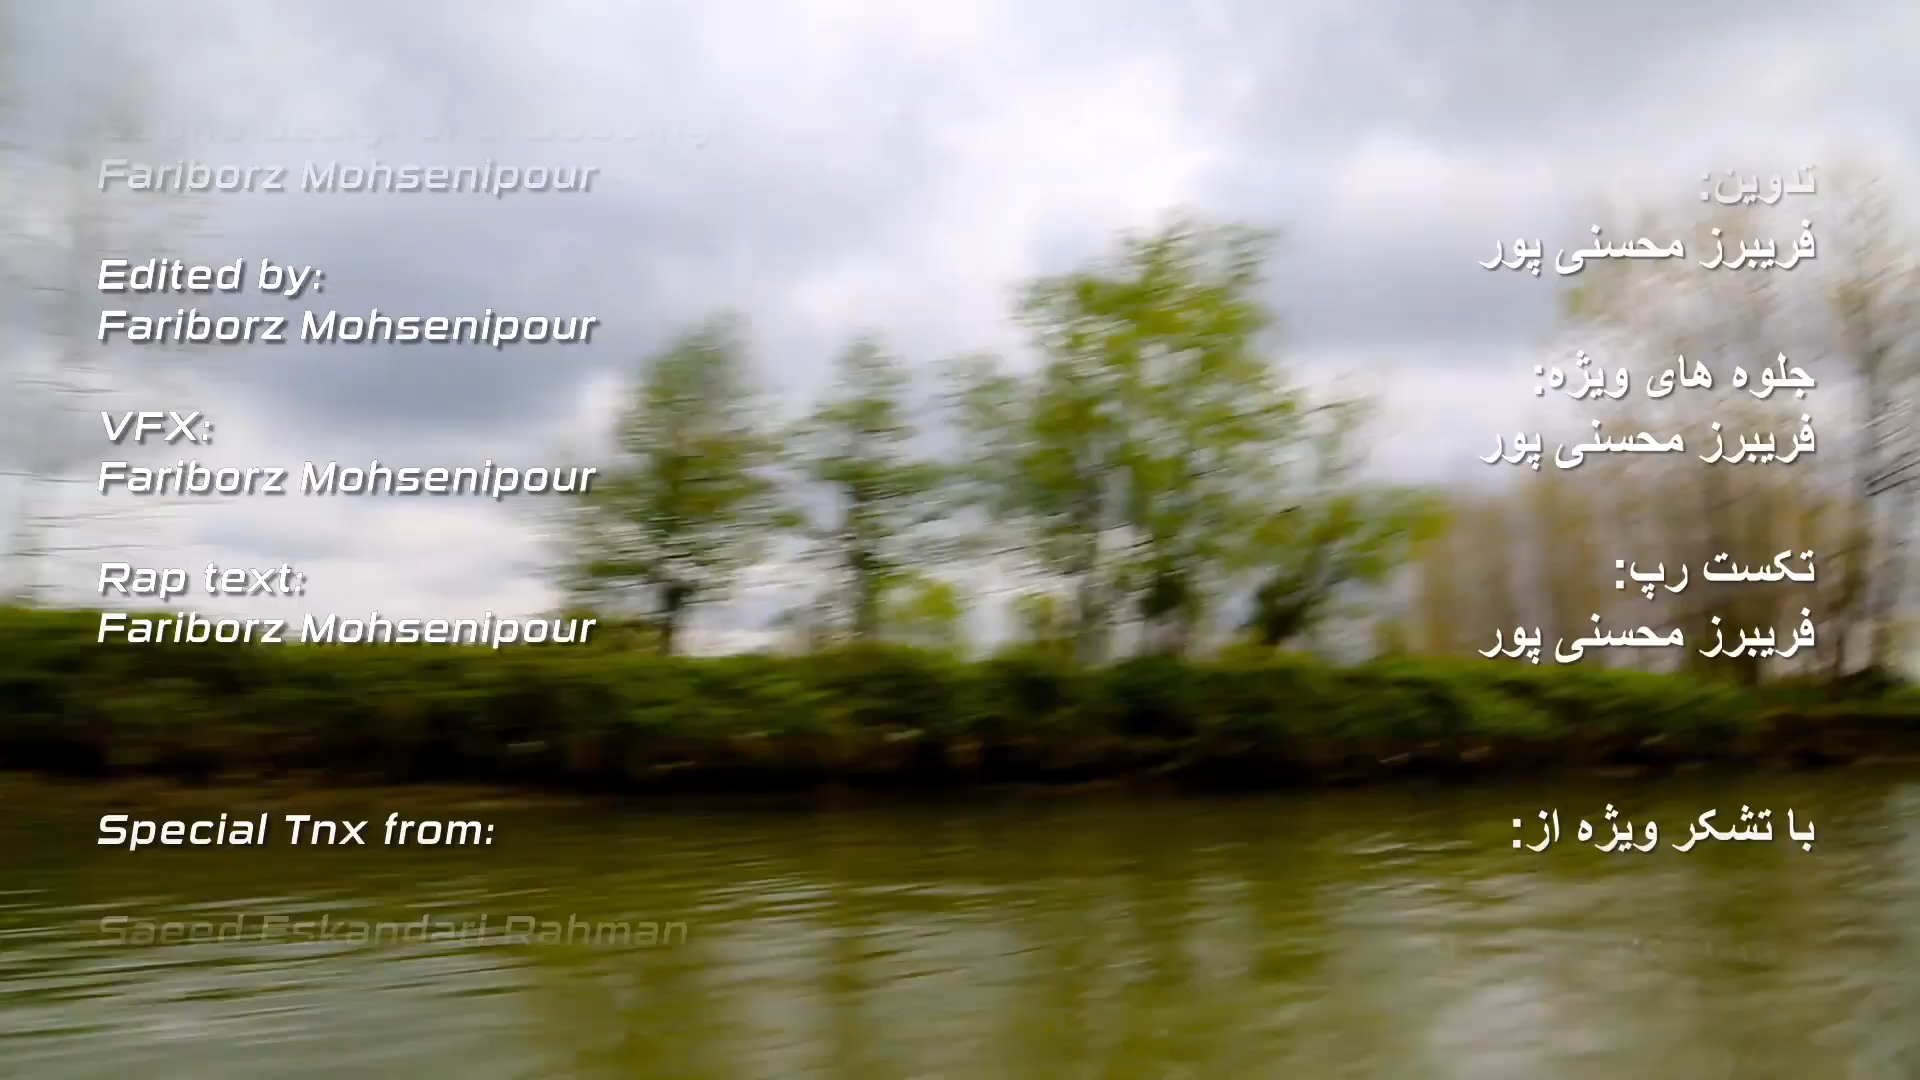 Fariborz Mohsenipour
Edited by:
Fariborz Mohsenipour
VFX:
Fariborz Mohsenipour
Rap text:
Fariborz Mohsenipour
Special Tnx from:
Saeed Eskandari Rahman
تدوین:
فریبرز محسنی پور
جلوه های ویژه:
فریبرز محسنی پور
تکست رپ:
فریبرز محسنی پور
با تشکر ویژه از: